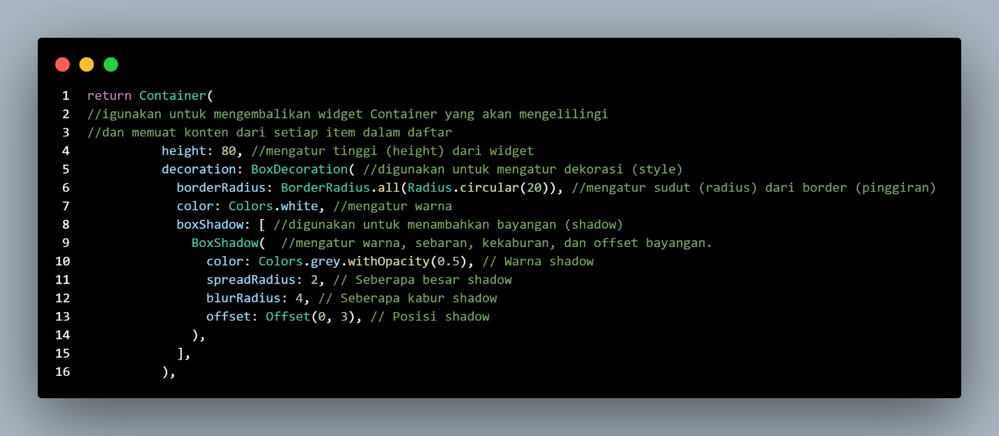 1 return Container(
2 //igunakan untuk mengembalikan widget Container yang akan mengelilingi
3 //dan memuat konten dari setiap item dalam daftar
4           height: 80, //mengatur tinggi (height) dari widget
5           decoration: BoxDecoration( //digunakan untuk mengatur dekorasi (style)
6             borderRadius: BorderRadius.all(Radius.circular(20)), //mengatur sudut (radius) dari border (pinggiran)
7             color: Colors.white, //mengatur warna
8             boxShadow: [ //digunakan untuk menambahkan bayangan (shadow)
9               BoxShadow(  //mengatur warna, sebaran, kekaburan, dan offset bayangan.
10                color: Colors.grey.withOpacity(0.5), // Warna shadow
11                spreadRadius: 2, // Seberapa besar shadow
12                blurRadius: 4, // Seberapa kabur shadow
13                offset: Offset(0, 3), // Posisi shadow
14              ),
15            ],
16          ),